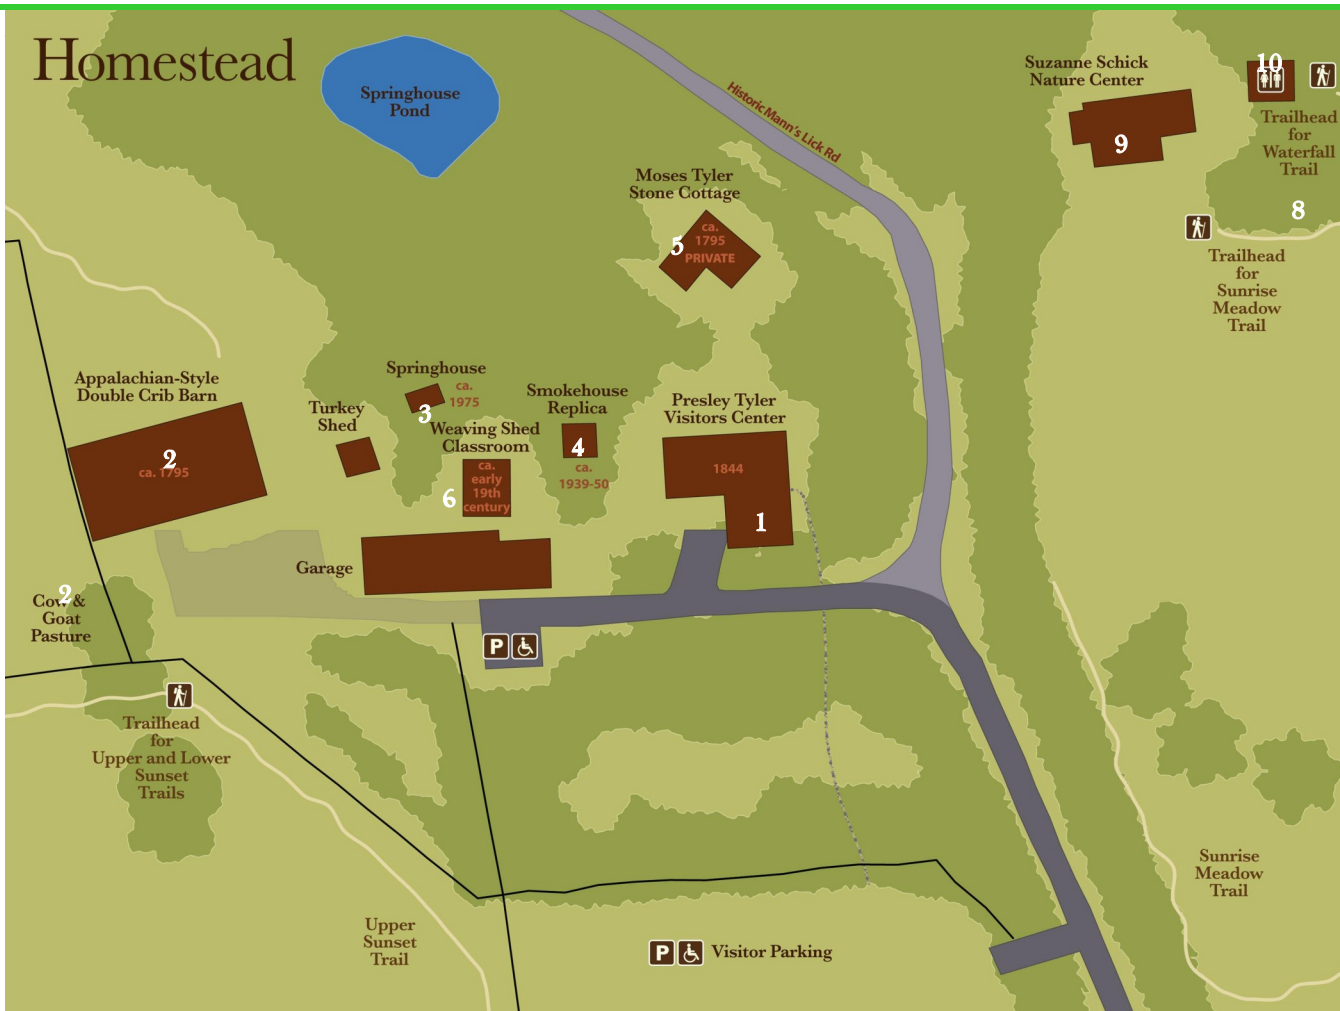 Homestead
Springhouse
Pond
Historic Mann's Lick Rd
Suzanne Schick
Nature Center
9
10
Trailhead
for
Waterfall
Trail
8
Trailhead
for
Sunrise
Meadow
Trail
Moses Tyler
Stone Cottage
5
ca.
1795
PRIVATE
Appalachian-Style
Double Crib Barn
2
ca. 1795
Turkey
Shed
Springhouse
ca.
1975
3
Weaving Shed
Classroom
ca.
early
19th
century
6
Smokehouse
Replica
4
ca.
1939-50
Presley Tyler
Visitors Center
1844
1
Garage
2
Cow &
Goat
Pasture
P
Trailhead
for
Upper and Lower
Sunset
Trails
Upper
Sunset
Trail
P
Visitor Parking
Sunrise
Meadow
Trail